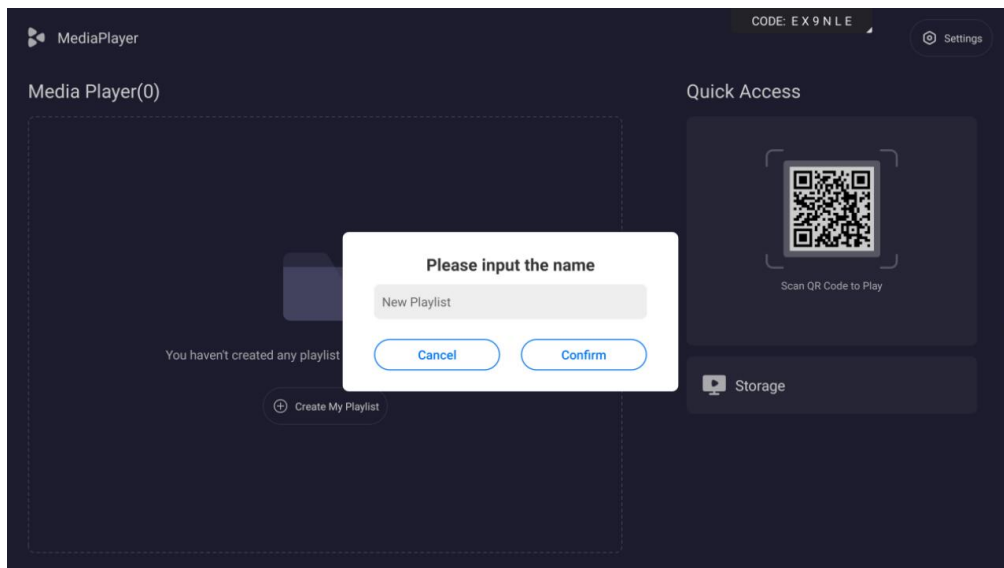 MediaPlayer
CODE: E X 9 N L E
Settings
Media Player(0)
Quick Access
Scan QR Code to Play
Please input the name
New Playlist
Cancel
Confirm
You haven't created any playlist
Create My Playlist
Storage